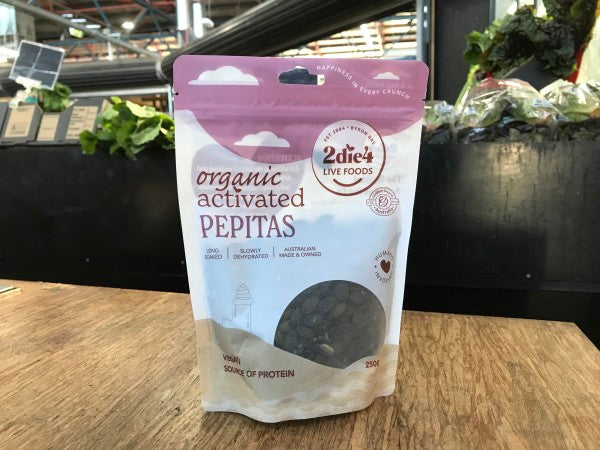 HAPPINESS
IN EVERY CRUNCH
EST 2004 • BYRON BAY
2die4
LIVE FOODS
organic
activated
PEPITAS
LONG
SOAKED
SLOWLY
DEHYDRATED
AUSTRALIAN
MADE & OWNED
VEGAN
SOURCE OF PROTEIN
250G